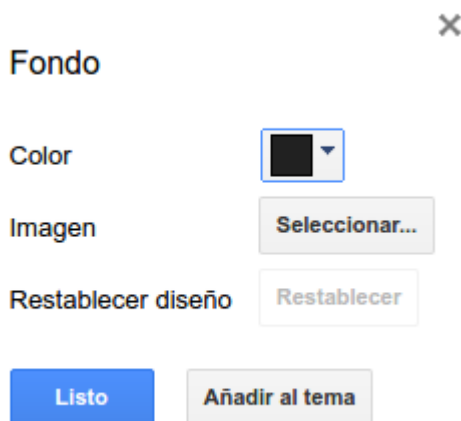 Fondo
Color
Imagen Seleccionar...
Restablecer diseño Restablecer
Listo Añadir al tema